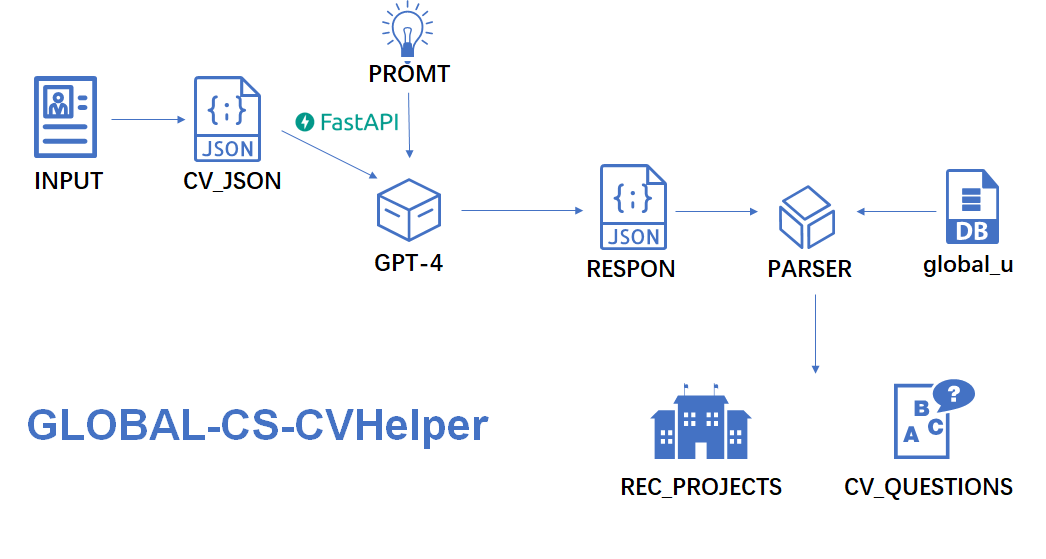 PROMT
FastAPI
{;}
JSON
INPUT
CV_JSON
GPT-4
{;}
JSON
DB
RESPON
PARSER
global_u
GLOBAL-CS-CVHelper
?
B
A
C
REC_PROJECTS
CV_QUESTIONS